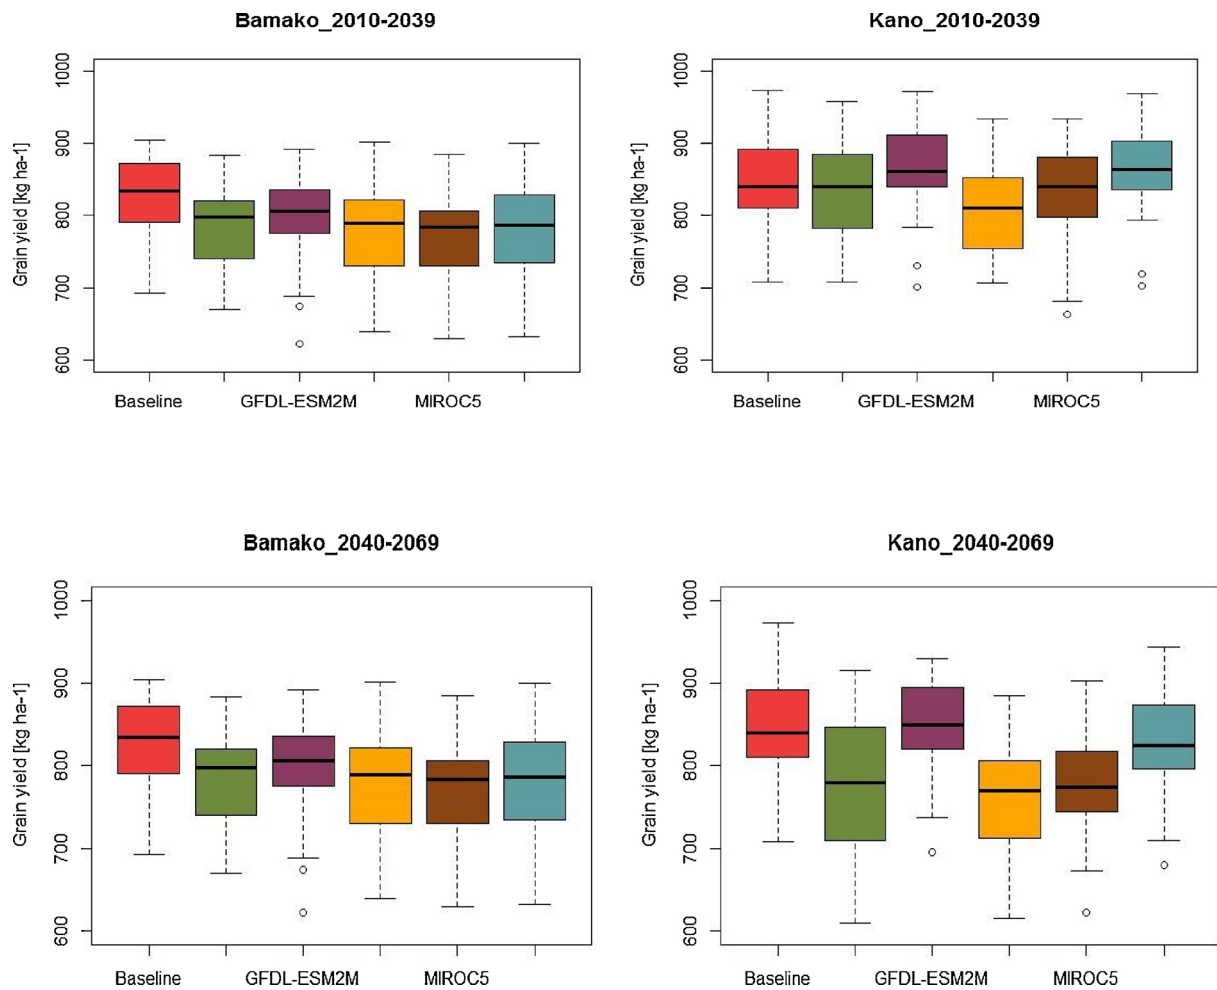 Bamako_2010-2039
Grain yield [kg ha-1]
1000
900
800
700
600
Baseline GFDL-ESM2M MIROC5
Kano_2010-2039
Grain yield [kg ha-1]
1000
900
800
700
600
Baseline GFDL-ESM2M MIROC5
Bamako_2040-2069
Grain yield [kg ha-1]
1000
900
800
700
600
Baseline GFDL-ESM2M MIROC5
Kano_2040-2069
Grain yield [kg ha-1]
1000
900
800
700
600
Baseline GFDL-ESM2M MIROC5